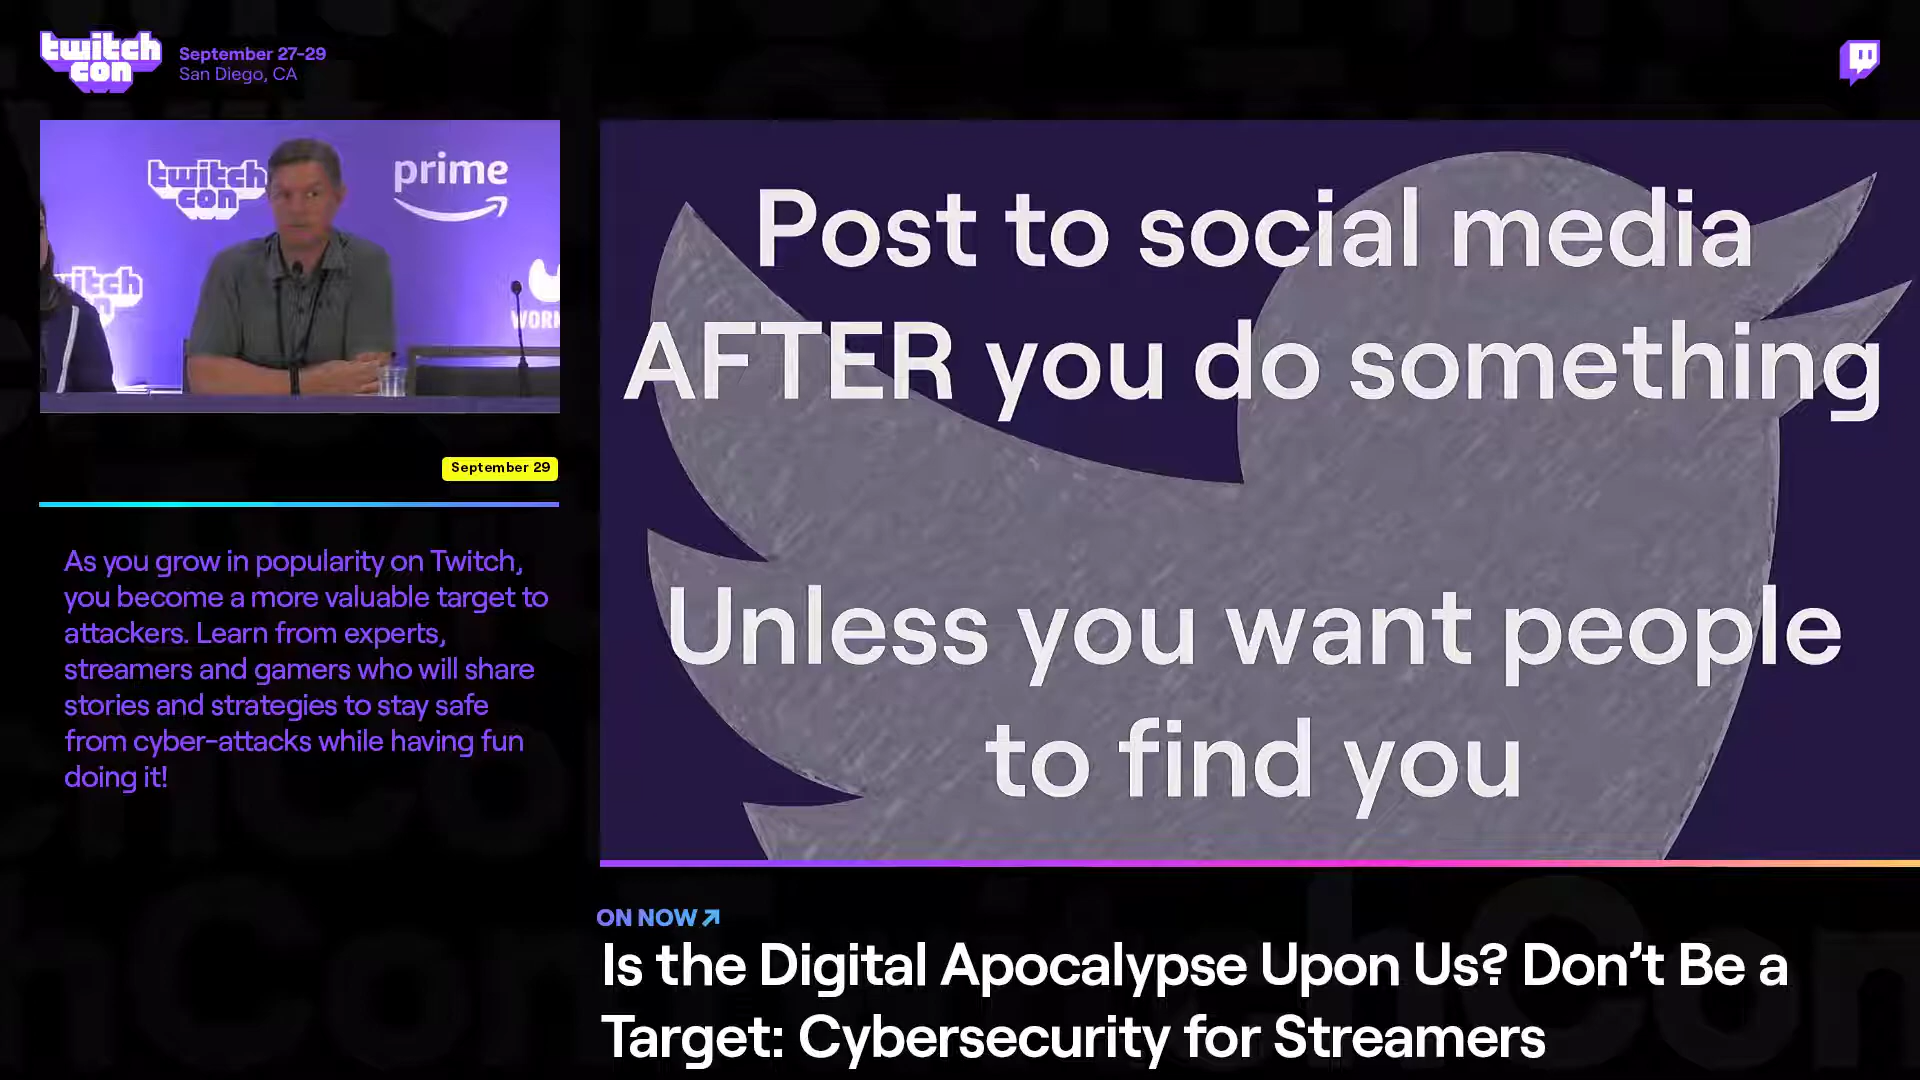 twitch
con
September 27-29
San Diego, CA
twitch
con
prime
twitch
WORK
September 29
As you grow in popularity on Twitch,
you become a more valuable target to
attackers. Learn from experts,
streamers and gamers who will share
stories and strategies to stay safe
from cyber-attacks while having fun
doing it!
Post to social media
AFTER you do something
Unless you want people
to find you
ON NOW
Is the Digital Apocalypse Upon Us? Don’t Be a
Target: Cybersecurity for Streamers